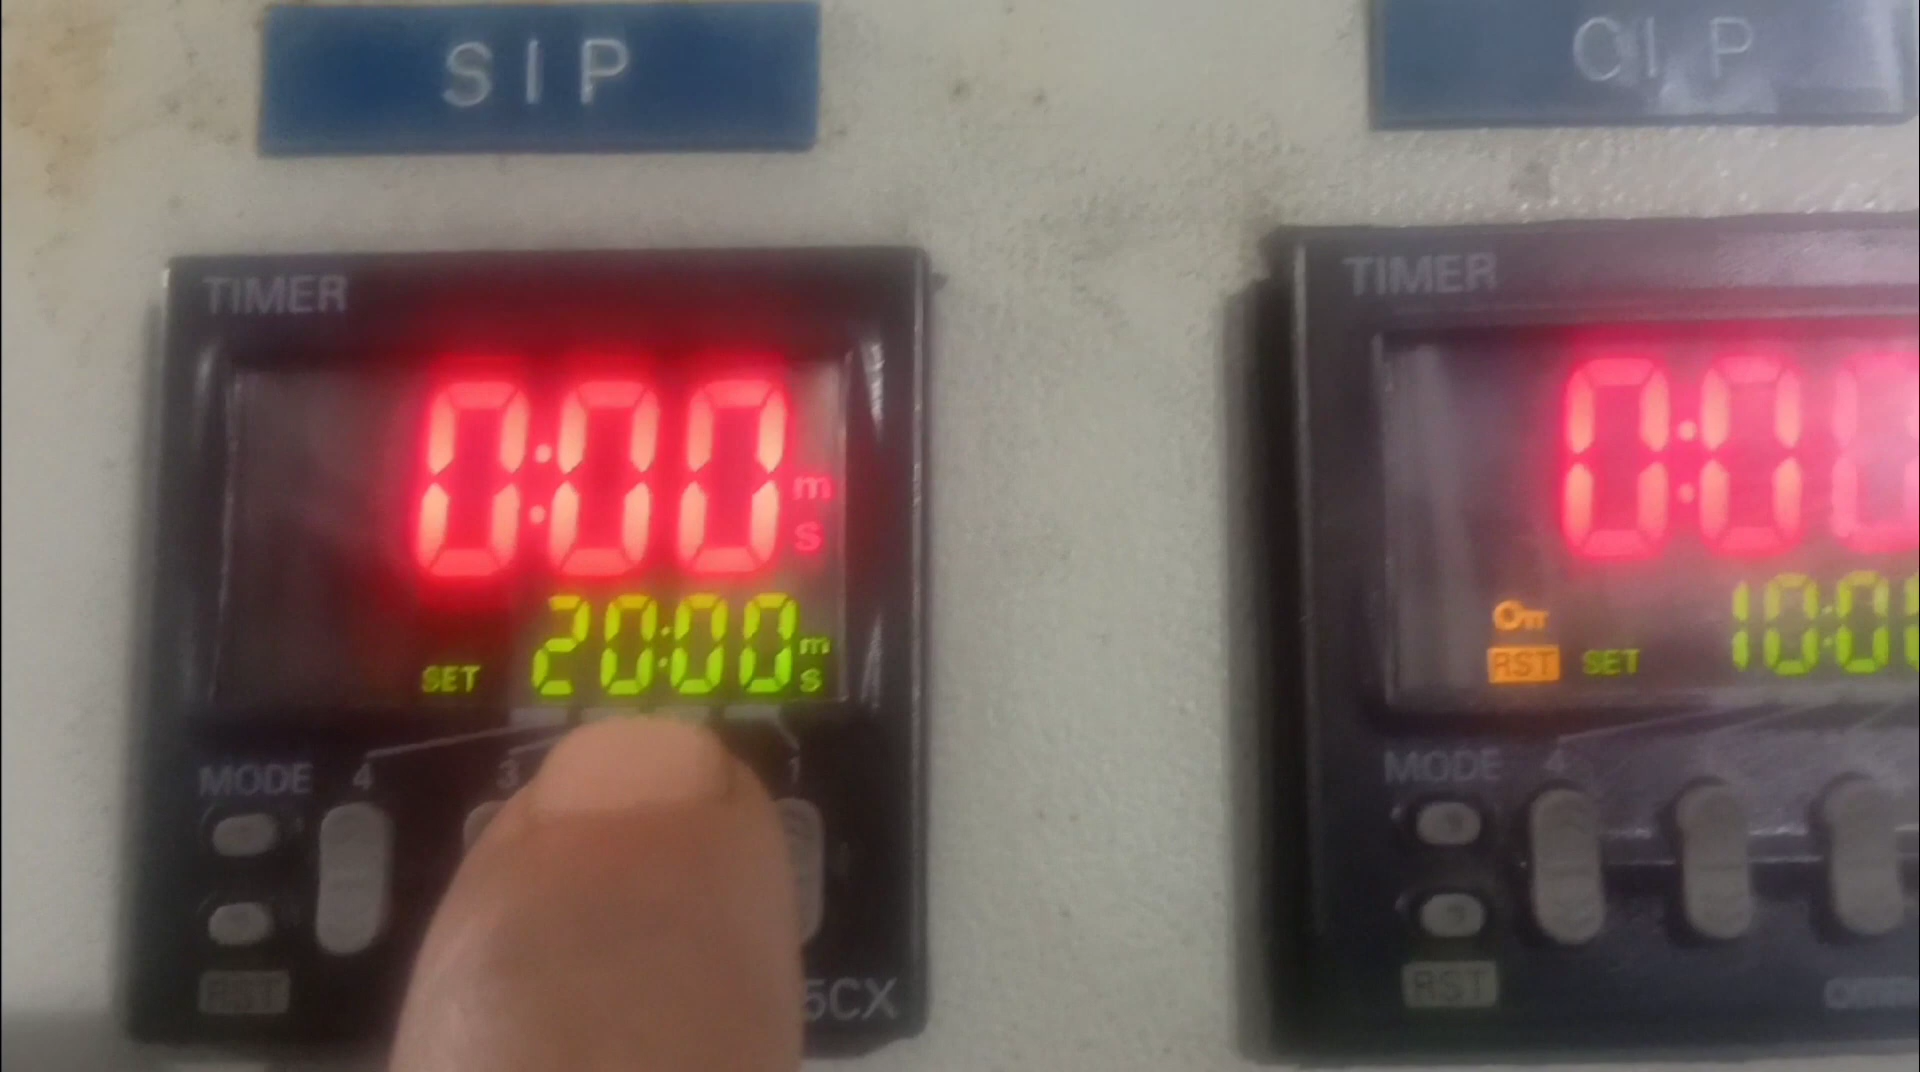 SIP
CIP
TIMER
0:00 m s
SET 20:00 m s
MODE 4 3 1
RST
5CX
TIMER
0:0
RST SET 10:0
MODE 4
RST